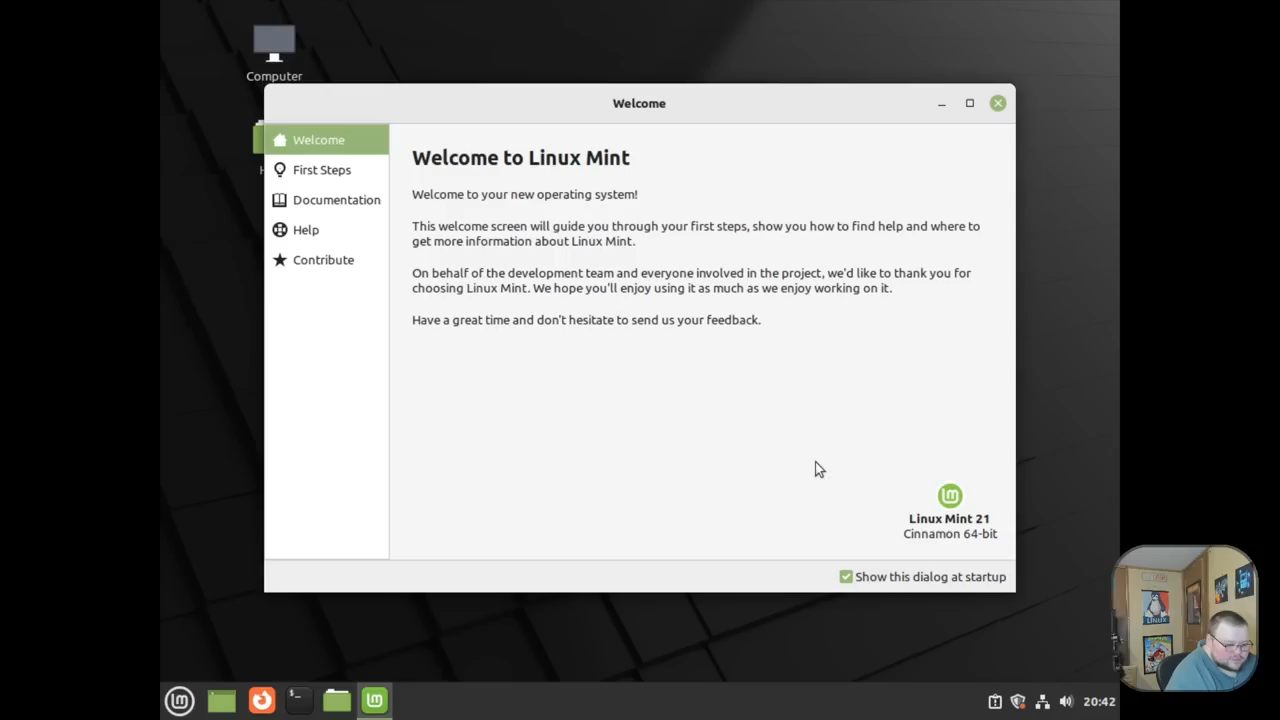 Computer
Welcome
Welcome
First Steps
Documentation
Help
Contribute
Welcome to Linux Mint
Welcome to your new operating system!
This welcome screen will guide you through your first steps, show you how to find help and where to
get more information about Linux Mint.
On behalf of the development team and everyone involved in the project, we'd like to thank you for
choosing Linux Mint. We hope you'll enjoy using it as much as we enjoy working on it.
Have a great time and don't hesitate to send us your feedback.
Linux Mint 21
Cinnamon 64-bit
Show this dialog at startup
LINUX
20:42